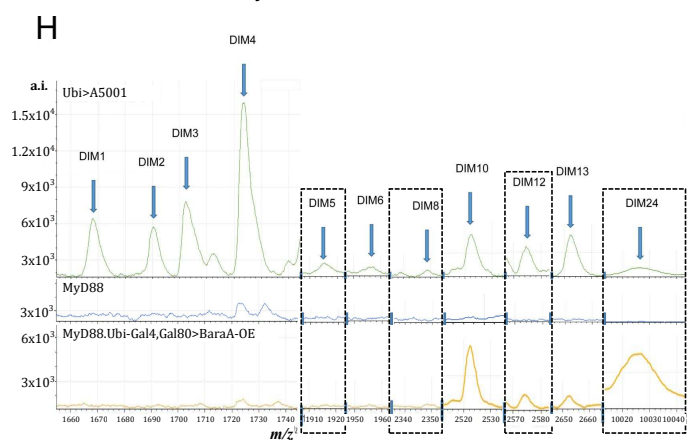 H
DIM4
a.i.
Ubi>A5001
1.5x10⁴
DIM3
1.2x10⁴
DIM1
DIM2
DIM10
DIM13
DIM12
9x10³
DIM5
DIM6
DIM8
DIM24
6x10³
3x10³
MyD88
3x10³
MyD88.Ubi-Gal4,Gal80>BaraA-OE
6x10³
3x10³
1660 1670 1680 1690 1700 1710 1720 1730 1740 1910 1920 1950 1960 2340 2350 2520 2530 2570 2580 2650 2660 10020 10030 10040
m/z